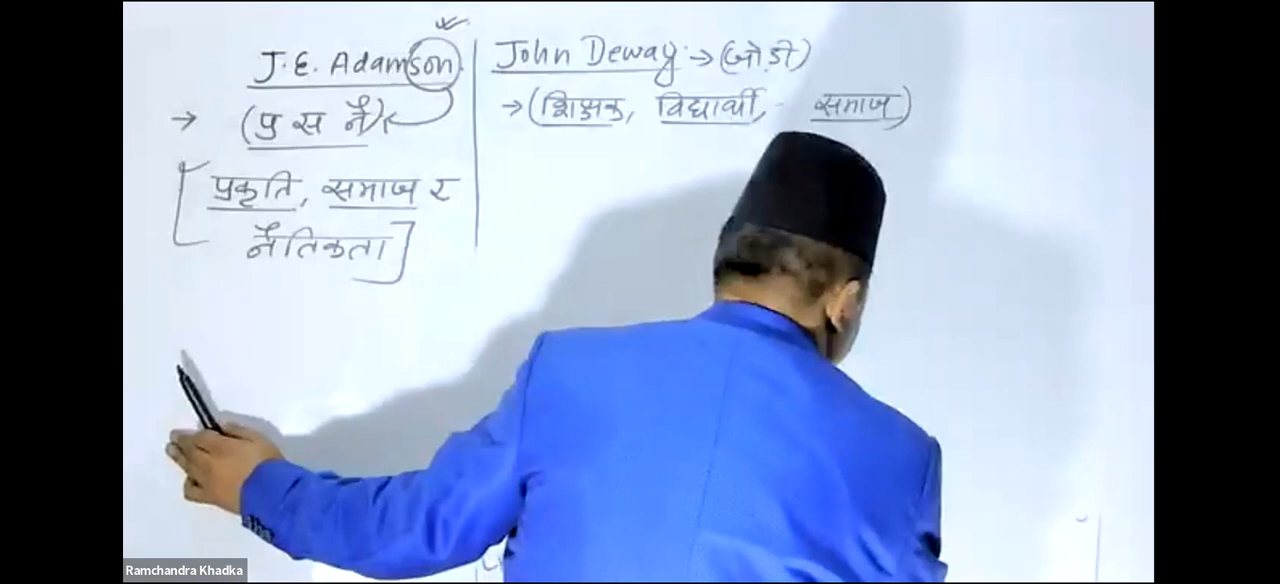 J. E. Adamson
→ (प्र स नै)
[ प्रकृति, समाज र
नैतिकता ]
John Deway → (जोडी)
→ (शिक्षक, विद्यार्थी, समाज)
Ramchandra Khadka